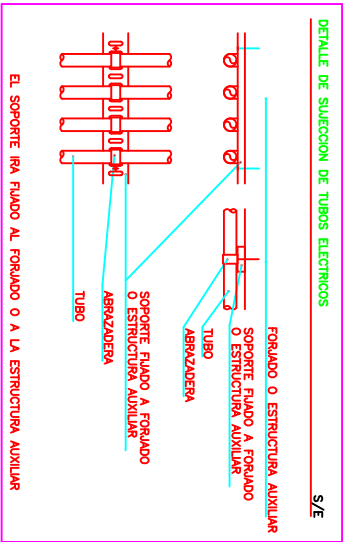 DETALLE DE SUJECCION DE TUBOS ELECTRICOS
S/E
FORJADO O ESTRUCTURA AUXILIAR
SOPORTE FIJADO A FORJADO
O ESTRUCTURA AUXILIAR
TUBO
ABRAZADERA
SOPORTE FIJADO A FORJADO
O ESTRUCTURA AUXILIAR
ABRAZADERA
TUBO
EL SOPORTE IRA FIJADO AL FORJADO O A LA ESTRUCTURA AUXILIAR